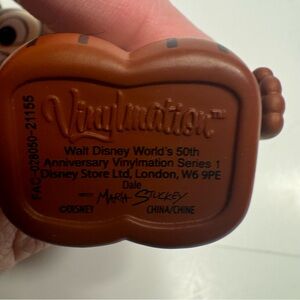 Vinylmation™
Walt Disney World's 50th
Anniversary Vinylmation Series 1
Disney Store Ltd, London, W6 9PE
Dale
MARIA STUCKEY
©DISNEY CHINA/CHINE
FAC-028050-21155